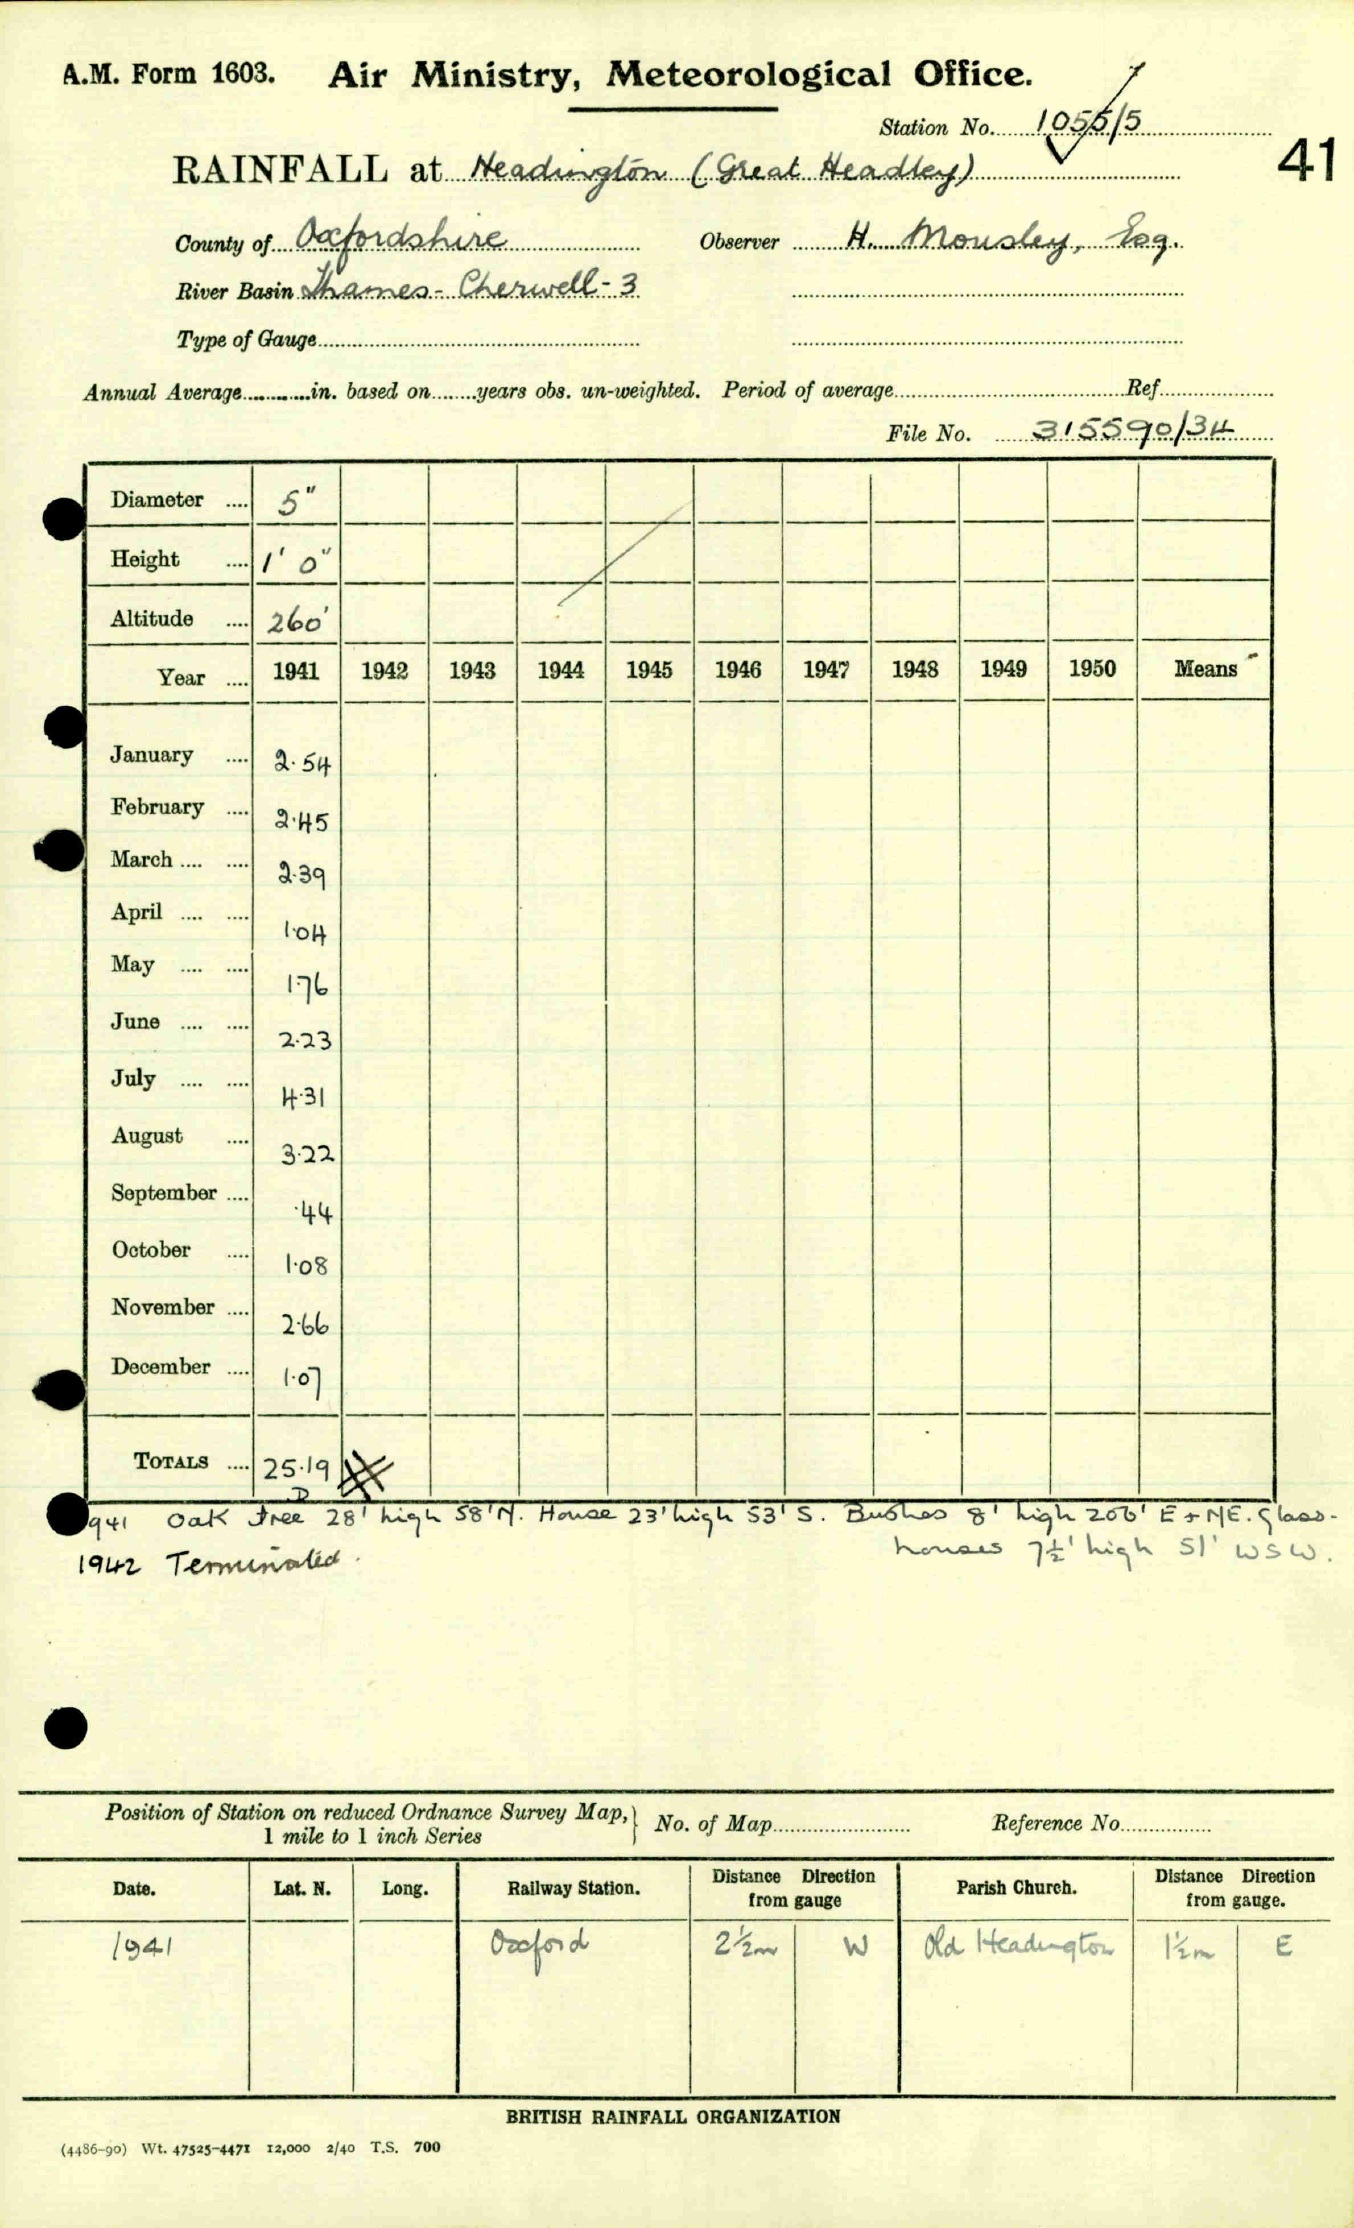 A.M. Form 1603. Air Ministry, Meteorological Office.
Station No. 1055/5
RAINFALL at Headington (Great Headley) 41
County of Oxfordshire Observer H. Mousley, Esq.
River Basin Thames - Cherwell - 3
Type of Gauge
Annual Average in. based on years obs. un-weighted. Period of average Ref
File No. 315590/34
Diameter .... 5"
Height .... 1' 0"
Altitude .... 260'
Year .... 1941 1942 1943 1944 1945 1946 1947 1948 1949 1950 Means
January .... 2.54
February .... 2.45
March .... .... 2.39
April .... .... 1.04
May .... .... 1.76
June .... .... 2.23
July .... .... 4.31
August .... 3.22
September .... .44
October .... 1.08
November .... 2.66
December .... 1.07
TOTALS .... 25.19
D
1941 Oak tree 28' high 58' N. House 23' high 53' S. Bushes 8' high 206' E + NE. Glass-
houses 7½' high 51' WSW.
1942 Terminated.
Position of Station on reduced Ordnance Survey Map, } No. of Map Reference No.
1 mile to 1 inch Series
Date. Lat. N. Long. Railway Station. Distance Direction from gauge Parish Church. Distance Direction from gauge.
1941 Oxford 2½m W Old Headington 1½m E
BRITISH RAINFALL ORGANIZATION
(4486-90) Wt. 47525-4471 12,000 2/40 T.S. 700